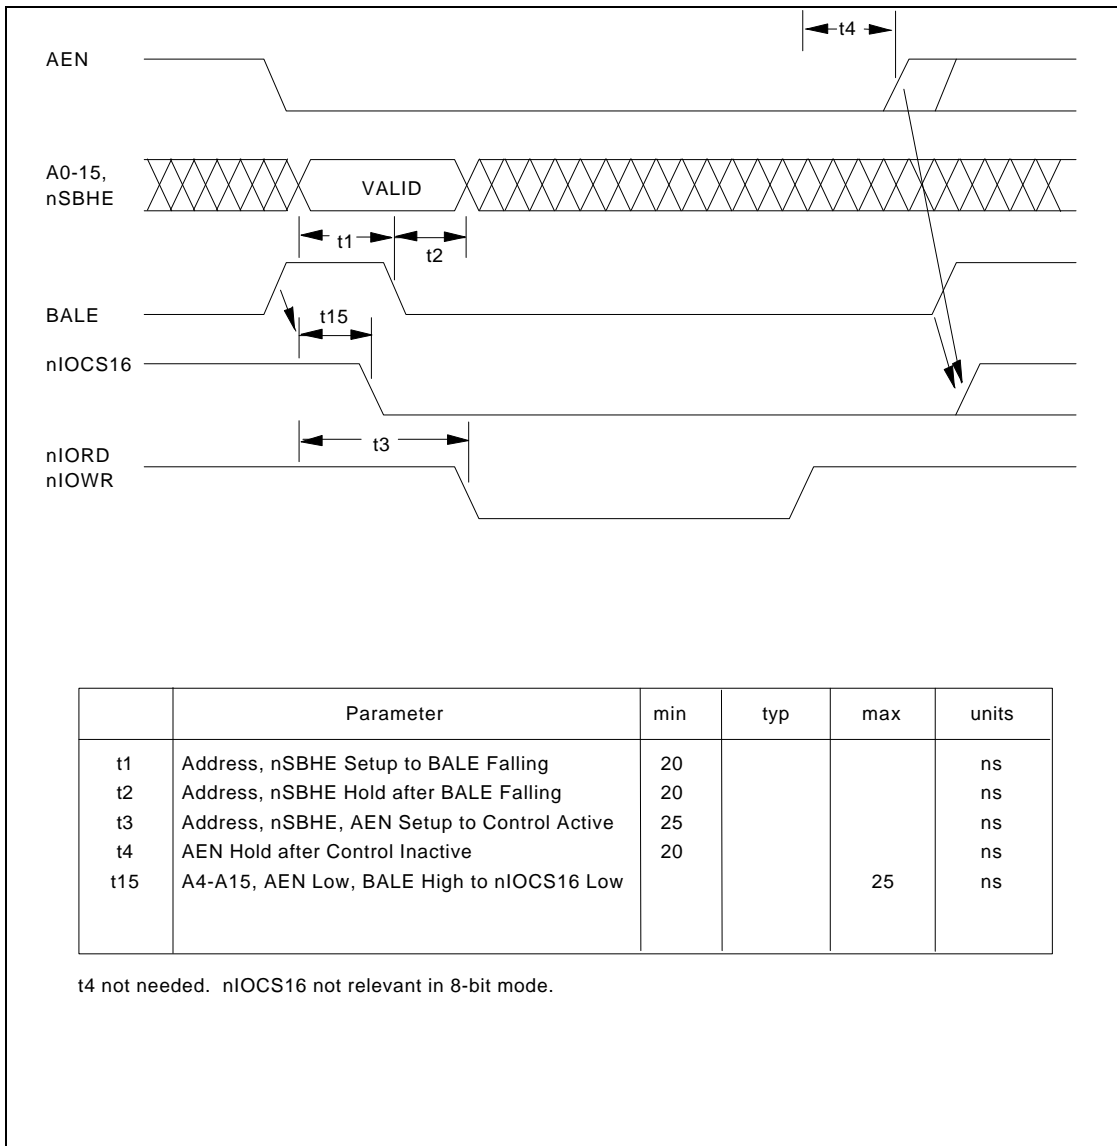 t4
AEN
A0-15,
nSBHE
VALID
t1
t2
BALE
t15
nIOCS16
t3
nIORD
nIOWR
Parameter min typ max units
t1 Address, nSBHE Setup to BALE Falling 20 ns
t2 Address, nSBHE Hold after BALE Falling 20 ns
t3 Address, nSBHE, AEN Setup to Control Active 25 ns
t4 AEN Hold after Control Inactive 20 ns
t15 A4-A15, AEN Low, BALE High to nIOCS16 Low 25 ns
t4 not needed. nIOCS16 not relevant in 8-bit mode.